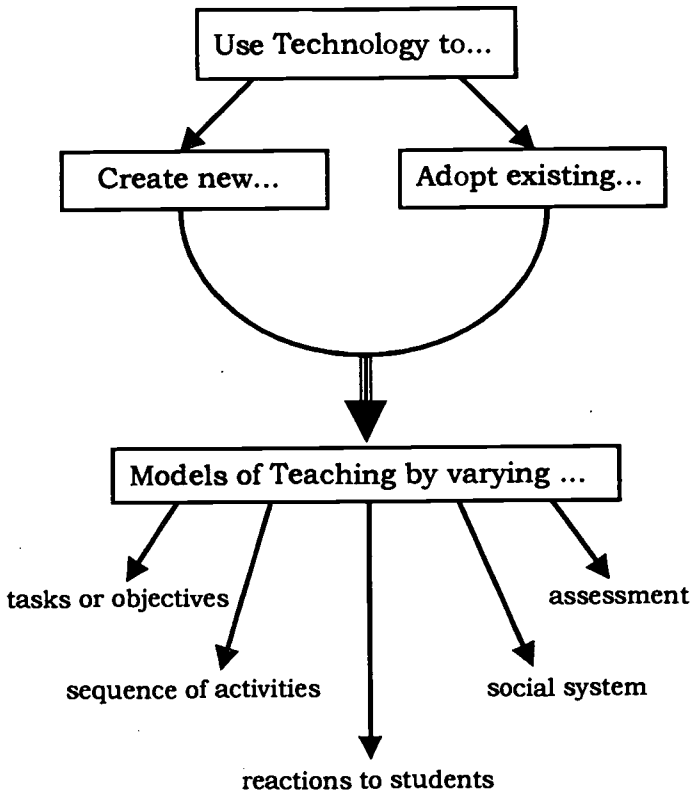 Use Technology to...
Create new...
Adopt existing...
Models of Teaching by varying ...
tasks or objectives
assessment
sequence of activities
social system
reactions to students